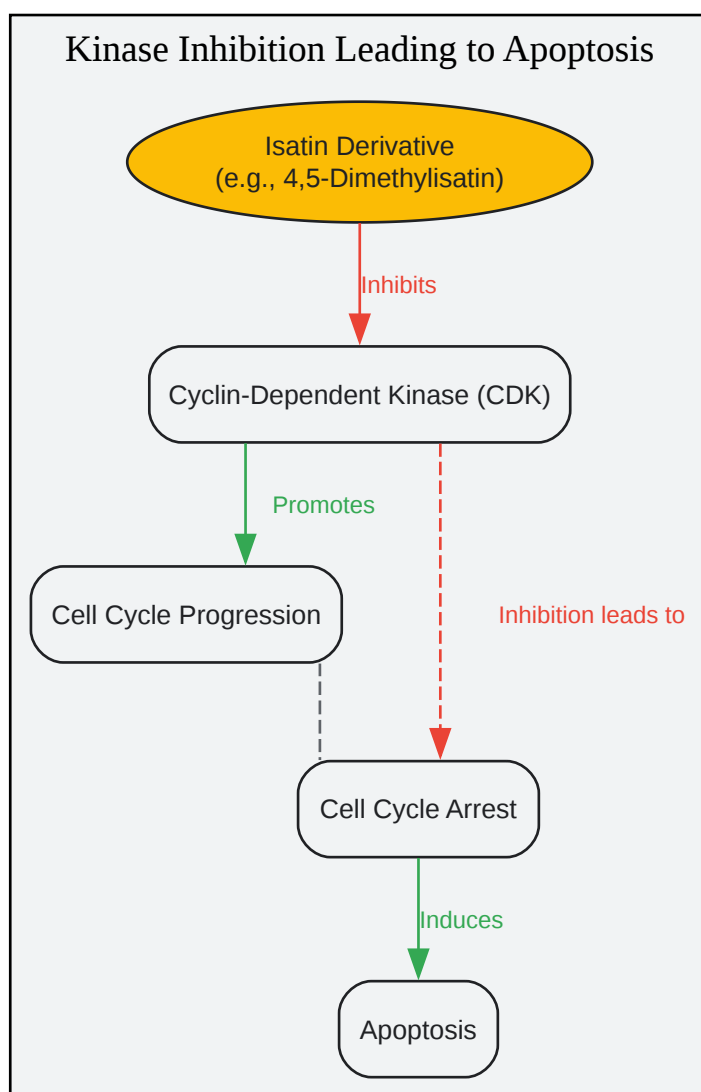 Kinase Inhibition Leading to Apoptosis
Isatin Derivative
(e.g., 4,5-Dimethylisatin)
Inhibits
Cyclin-Dependent Kinase (CDK)
Promotes
Cell Cycle Progression
Inhibition leads to
Cell Cycle Arrest
Induces
Apoptosis